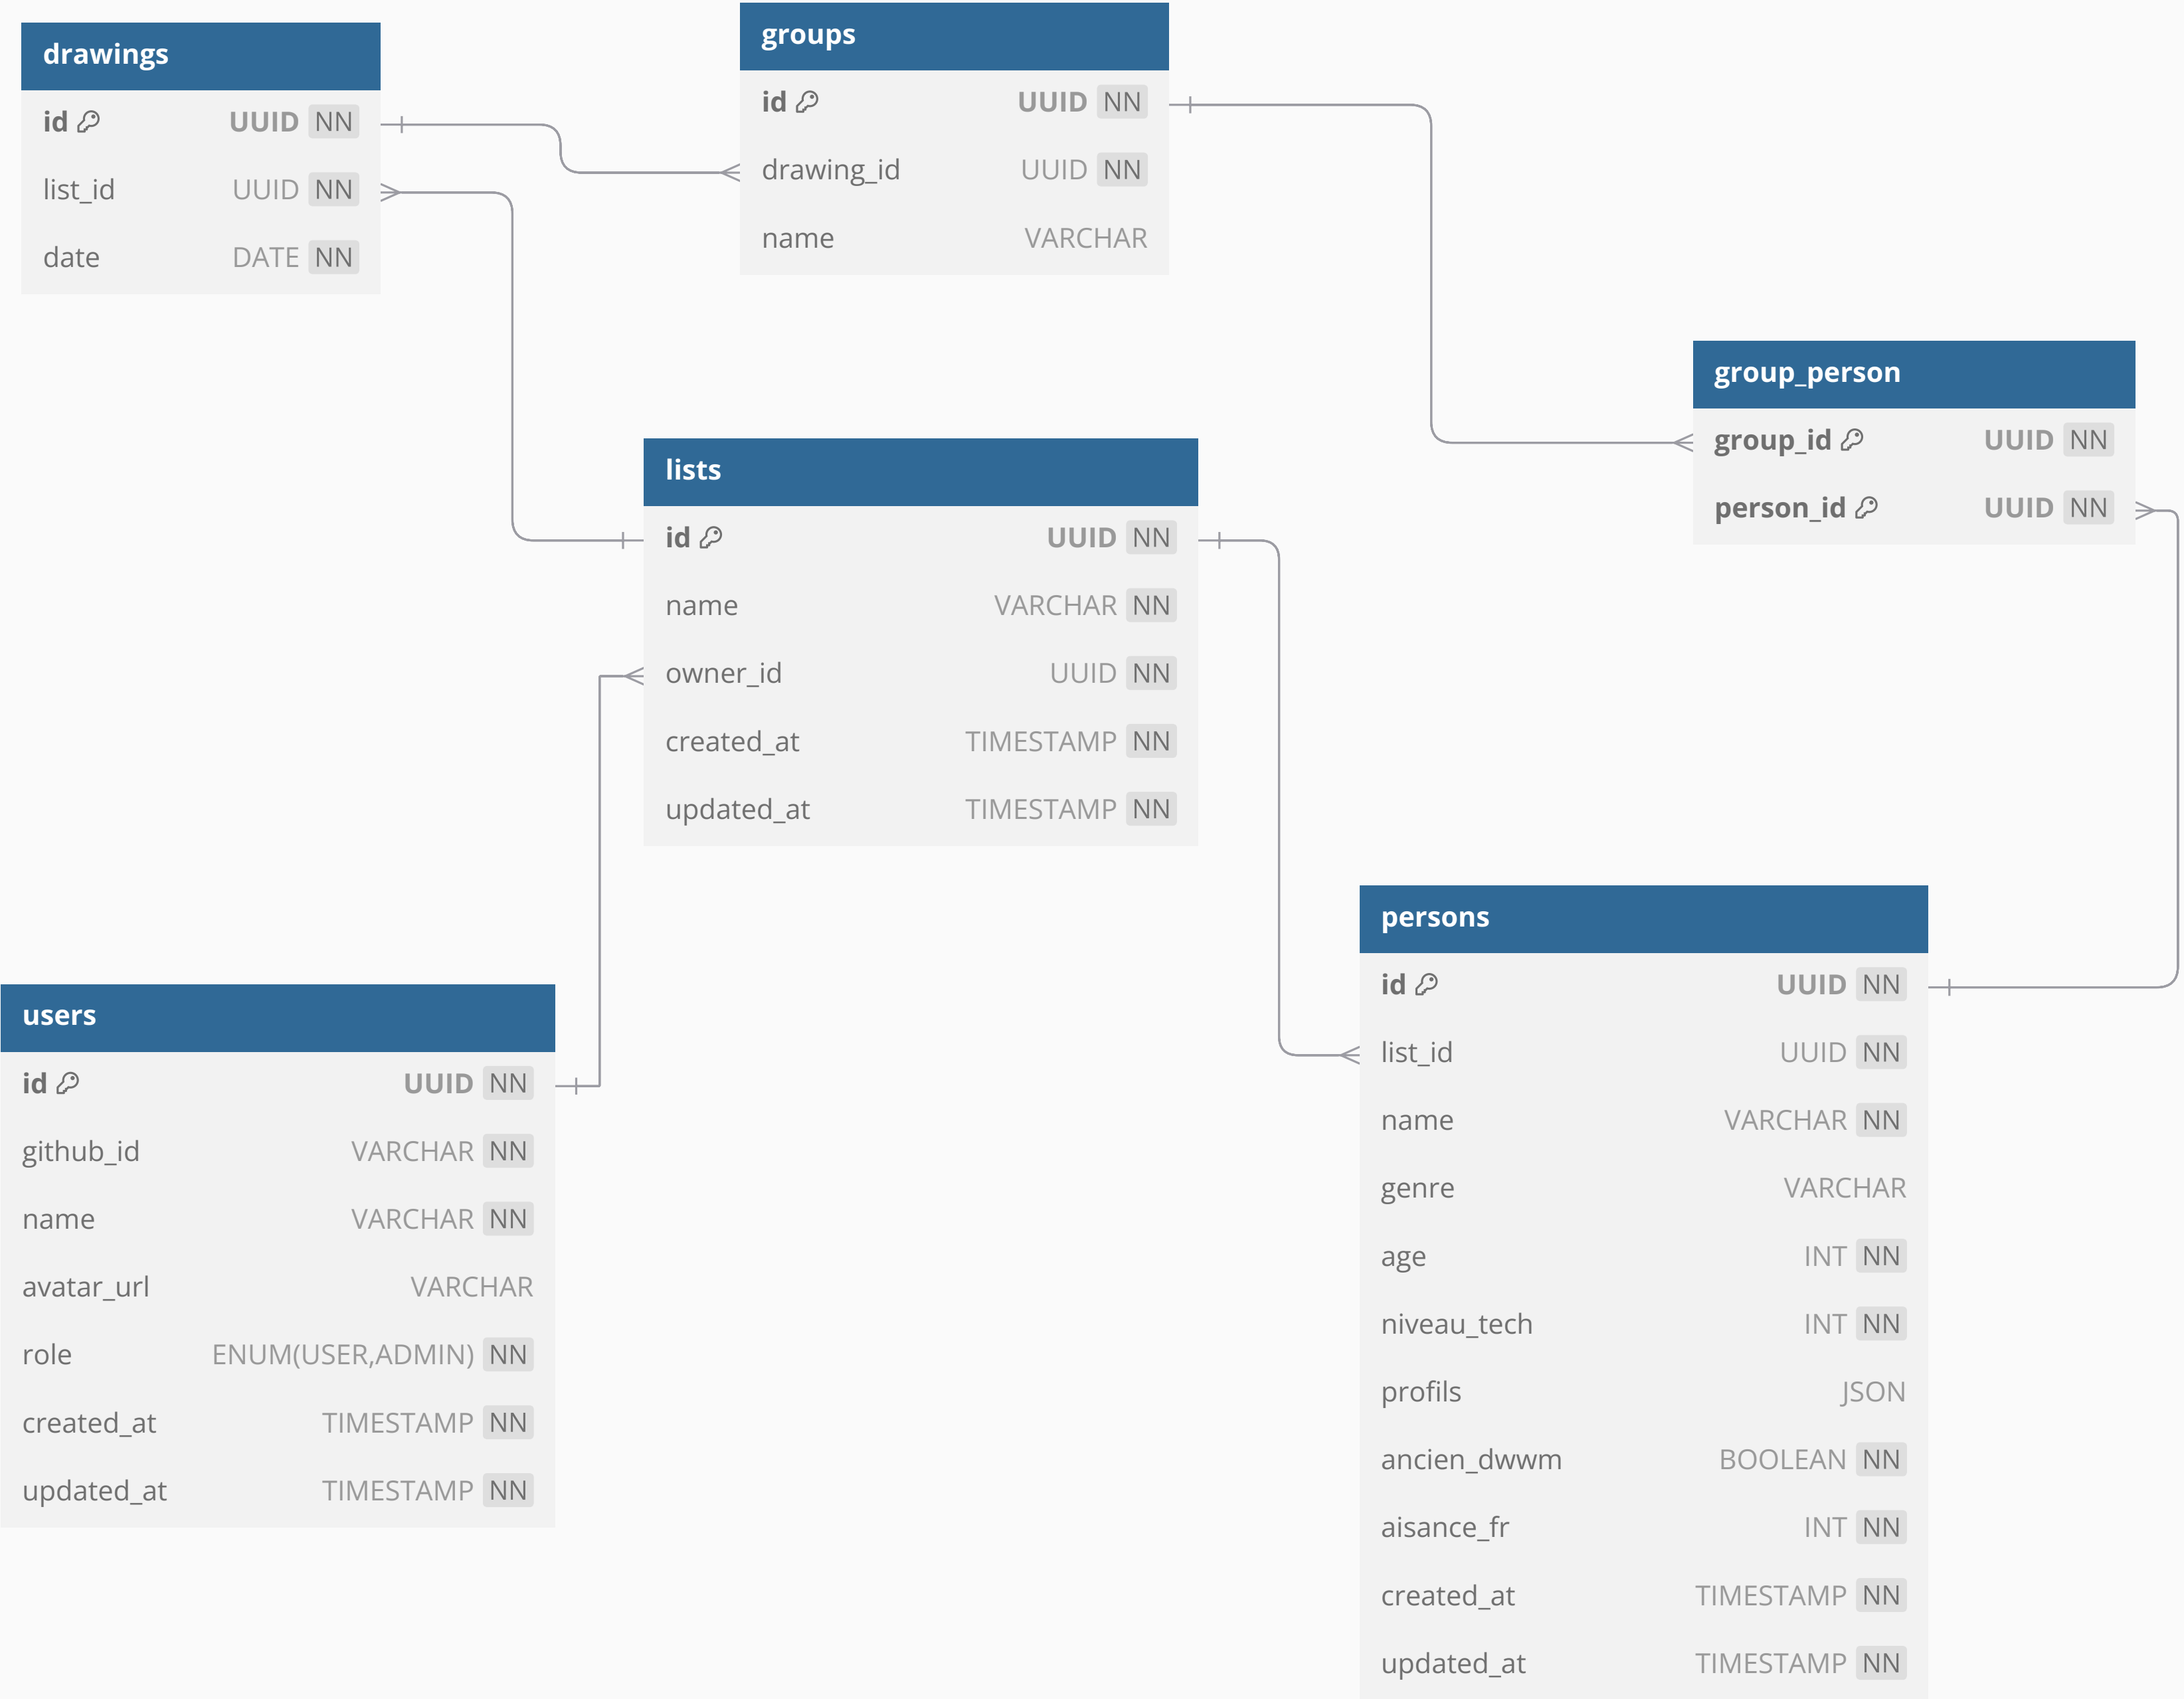 drawings
id UUID NN
list_id UUID NN
date DATE NN
groups
id UUID NN
drawing_id UUID NN
name VARCHAR
group_person
group_id UUID NN
person_id UUID NN
lists
id UUID NN
name VARCHAR NN
owner_id UUID NN
created_at TIMESTAMP NN
updated_at TIMESTAMP NN
users
id UUID NN
github_id VARCHAR NN
name VARCHAR NN
avatar_url VARCHAR
role ENUM(USER,ADMIN) NN
created_at TIMESTAMP NN
updated_at TIMESTAMP NN
persons
id UUID NN
list_id UUID NN
name VARCHAR NN
genre VARCHAR
age INT NN
niveau_tech INT NN
profils JSON
ancien_dwwm BOOLEAN NN
aisance_fr INT NN
created_at TIMESTAMP NN
updated_at TIMESTAMP NN